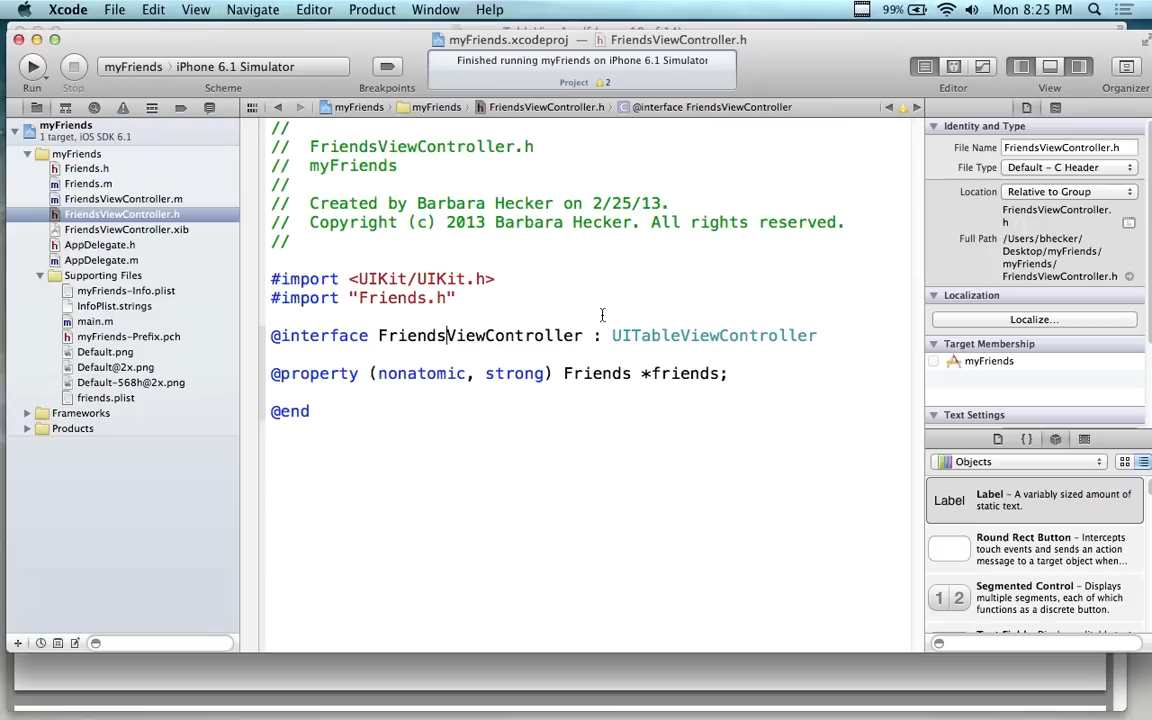 Xcode File Edit View Navigate Editor Product Window Help 99% Mon 8:25 PM
myFriends.xcodeproj — FriendsViewController.h
myFriends iPhone 6.1 Simulator
Finished running myFriends on iPhone 6.1 Simulator
Project 2
Run Stop Scheme Breakpoints Editor View Organizer
myFriends myFriends FriendsViewController.h @interface FriendsViewController
myFriends
1 target, iOS SDK 6.1
myFriends
Friends.h
Friends.m
FriendsViewController.m
FriendsViewController.h
FriendsViewController.xib
AppDelegate.h
AppDelegate.m
Supporting Files
myFriends-Info.plist
InfoPlist.strings
main.m
myFriends-Prefix.pch
Default.png
Default@2x.png
Default-568h@2x.png
friends.plist
Frameworks
Products
//
// FriendsViewController.h
// myFriends
//
// Created by Barbara Hecker on 2/25/13.
// Copyright (c) 2013 Barbara Hecker. All rights reserved.
//
#import <UIKit/UIKit.h>
#import "Friends.h"
@interface FriendsViewController : UITableViewController
@property (nonatomic, strong) Friends *friends;
@end
Identity and Type
File Name FriendsViewController.h
File Type Default - C Header
Location Relative to Group
FriendsViewController.
h
Full Path /Users/bhecker/
Desktop/myFriends/
myFriends/
FriendsViewController.h
Localization
Localize...
Target Membership
myFriends
Text Settings
Objects
Label Label – A variably sized amount of
static text.
Round Rect Button – Intercepts
touch events and sends an action
message to a target object when…
1 2 Segmented Control – Displays
multiple segments, each of which
functions as a discrete button.